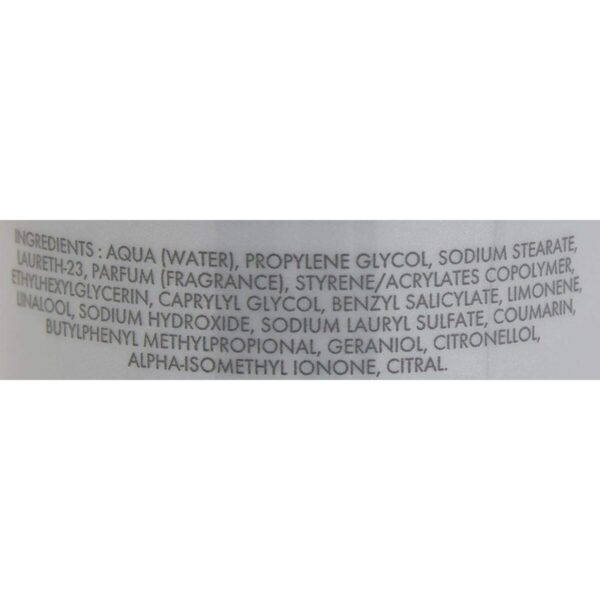 INGREDIENTS : AQUA (WATER), PROPYLENE GLYCOL, SODIUM STEARATE,
LAURETH-23, PARFUM (FRAGRANCE), STYRENE/ACRYLATES COPOLYMER,
ETHYLHEXYLGLYCERIN, CAPRYLYL GLYCOL, BENZYL SALICYLATE, LIMONENE,
LINALOOL, SODIUM HYDROXIDE, SODIUM LAURYL SULFATE, COUMARIN,
BUTYLPHENYL METHYLPROPIONAL, GERANIOL, CITRONELLOL,
ALPHA-ISOMETHYL IONONE, CITRAL.